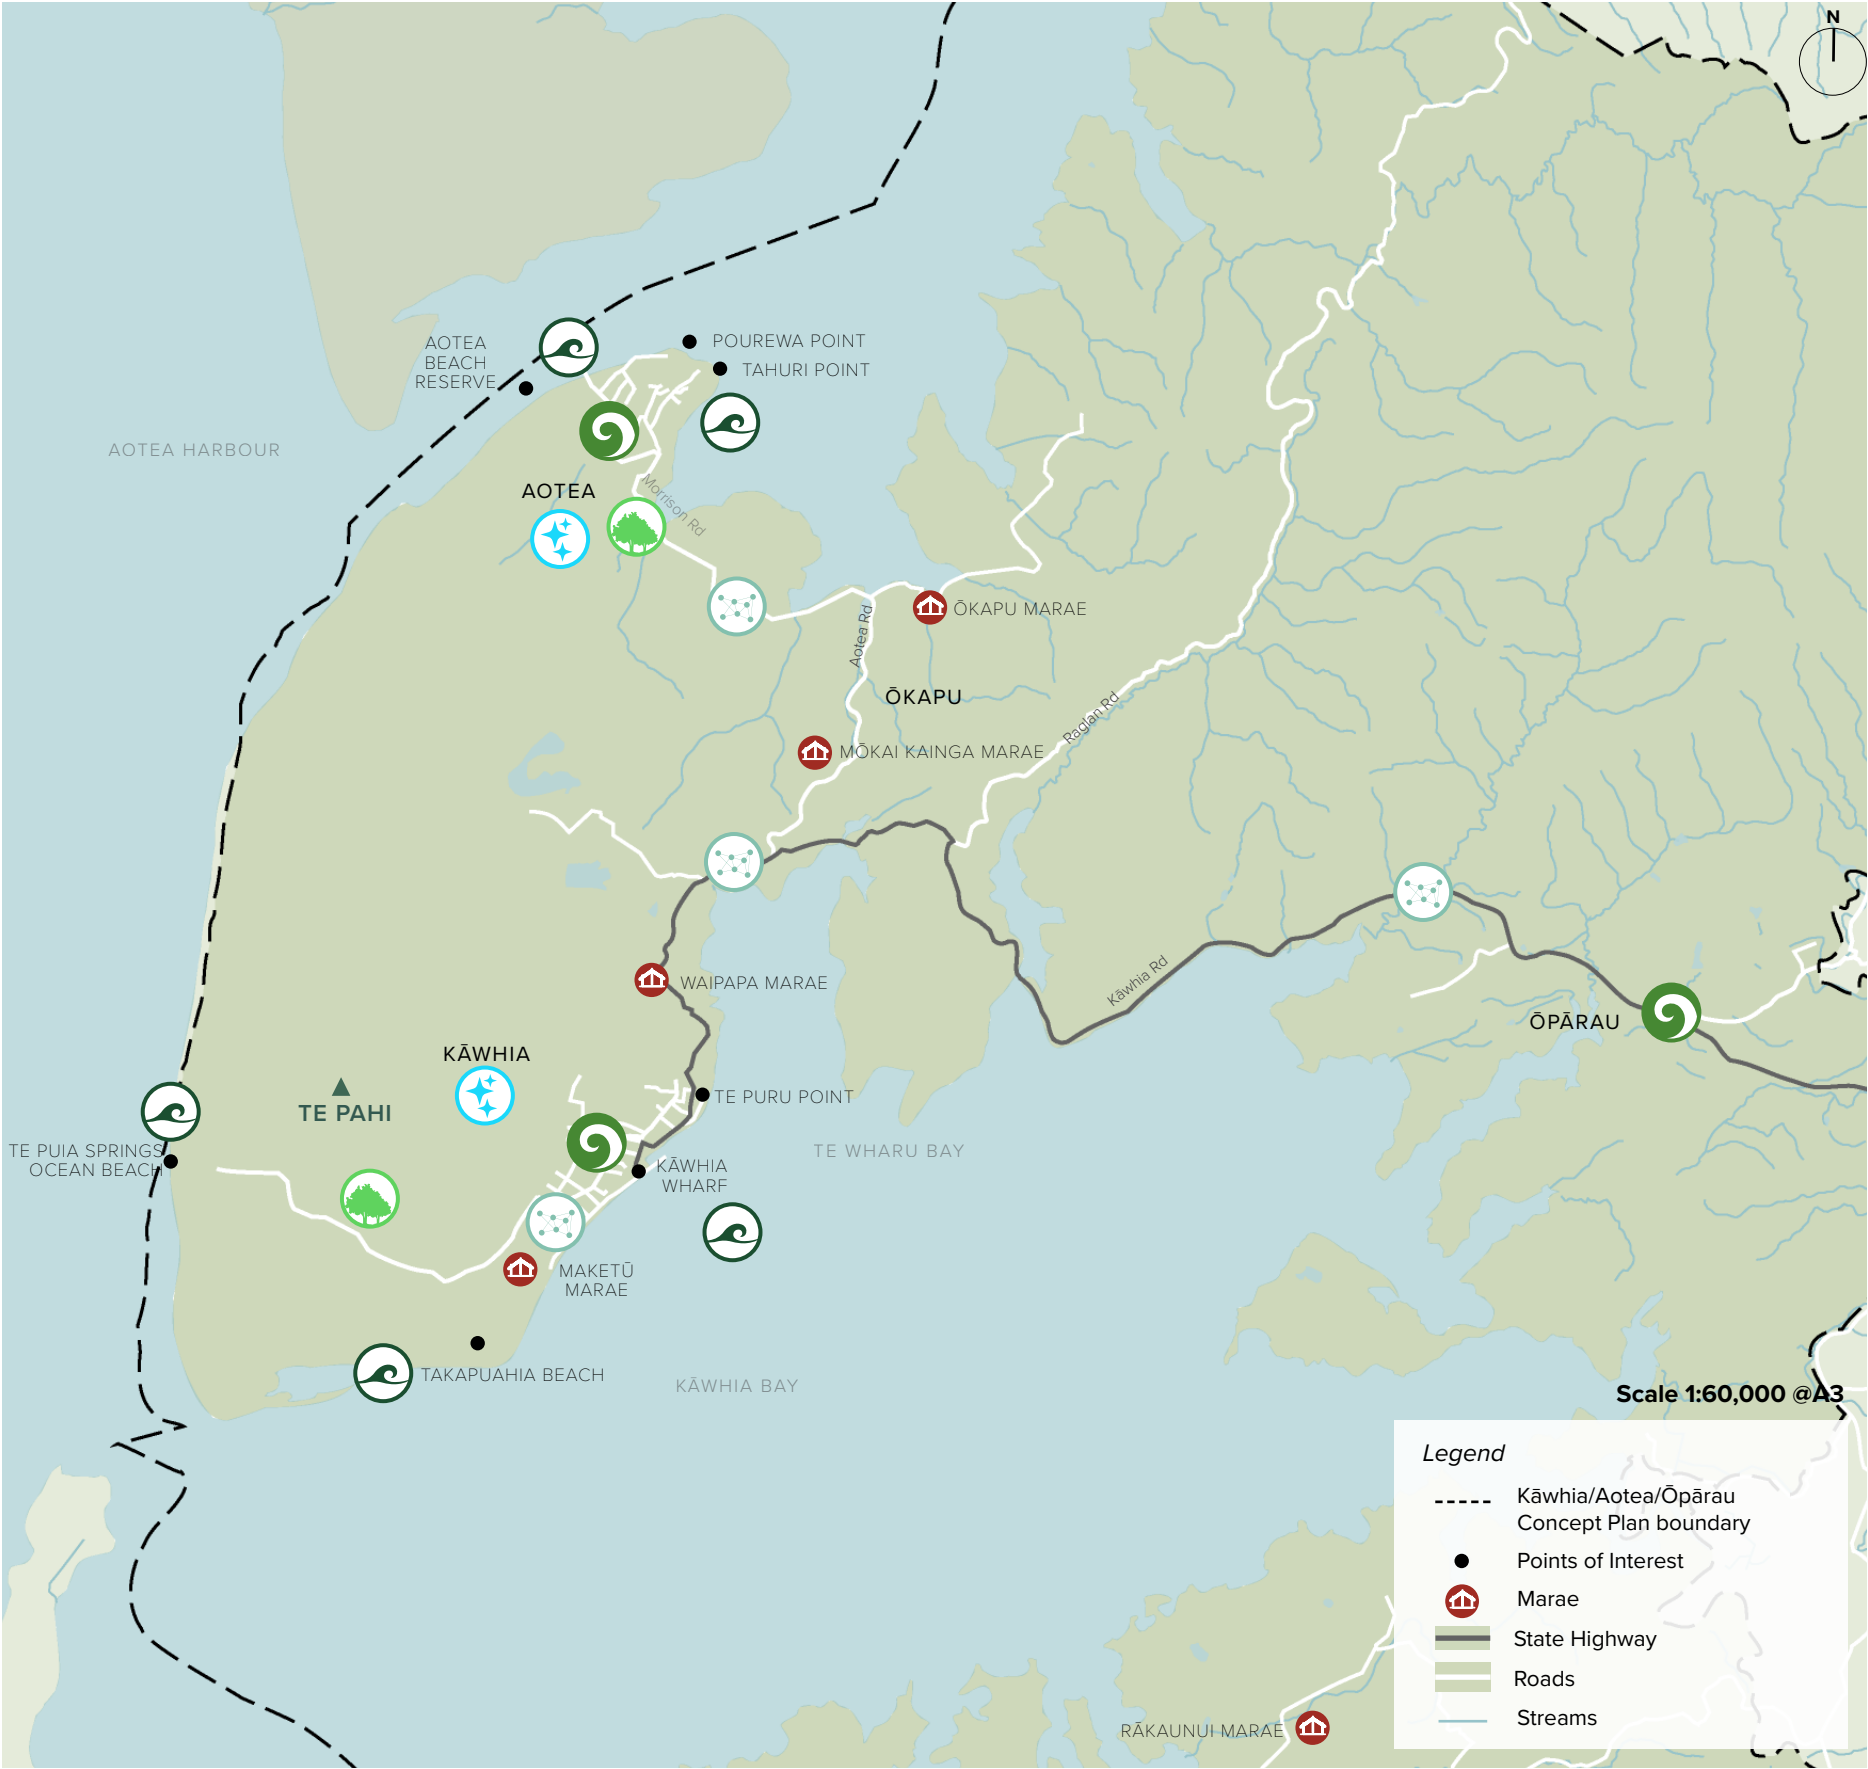 N
AOTEA
BEACH
RESERVE
POUREWA POINT
TAHURI POINT
AOTEA HARBOUR
AOTEA
Morrison Rd
Aotea Rd
ŌKAPU MARAE
ŌKAPU
Raglan Rd
MŌKAI KAINGA MARAE
WAIPAPA MARAE
Kāwhia Rd
ŌPĀRAU
KĀWHIA
TE PAHI
TE PURU POINT
TE PUIA SPRINGS
OCEAN BEACH
TE WHARU BAY
KĀWHIA
WHARF
MAKETŪ
MARAE
TAKAPUAHIA BEACH
KĀWHIA BAY
Scale 1:60,000 @A3
Legend
Kāwhia/Aotea/Ōpārau
Concept Plan boundary
Points of Interest
Marae
State Highway
Roads
Streams
RĀKAUNUI MARAE